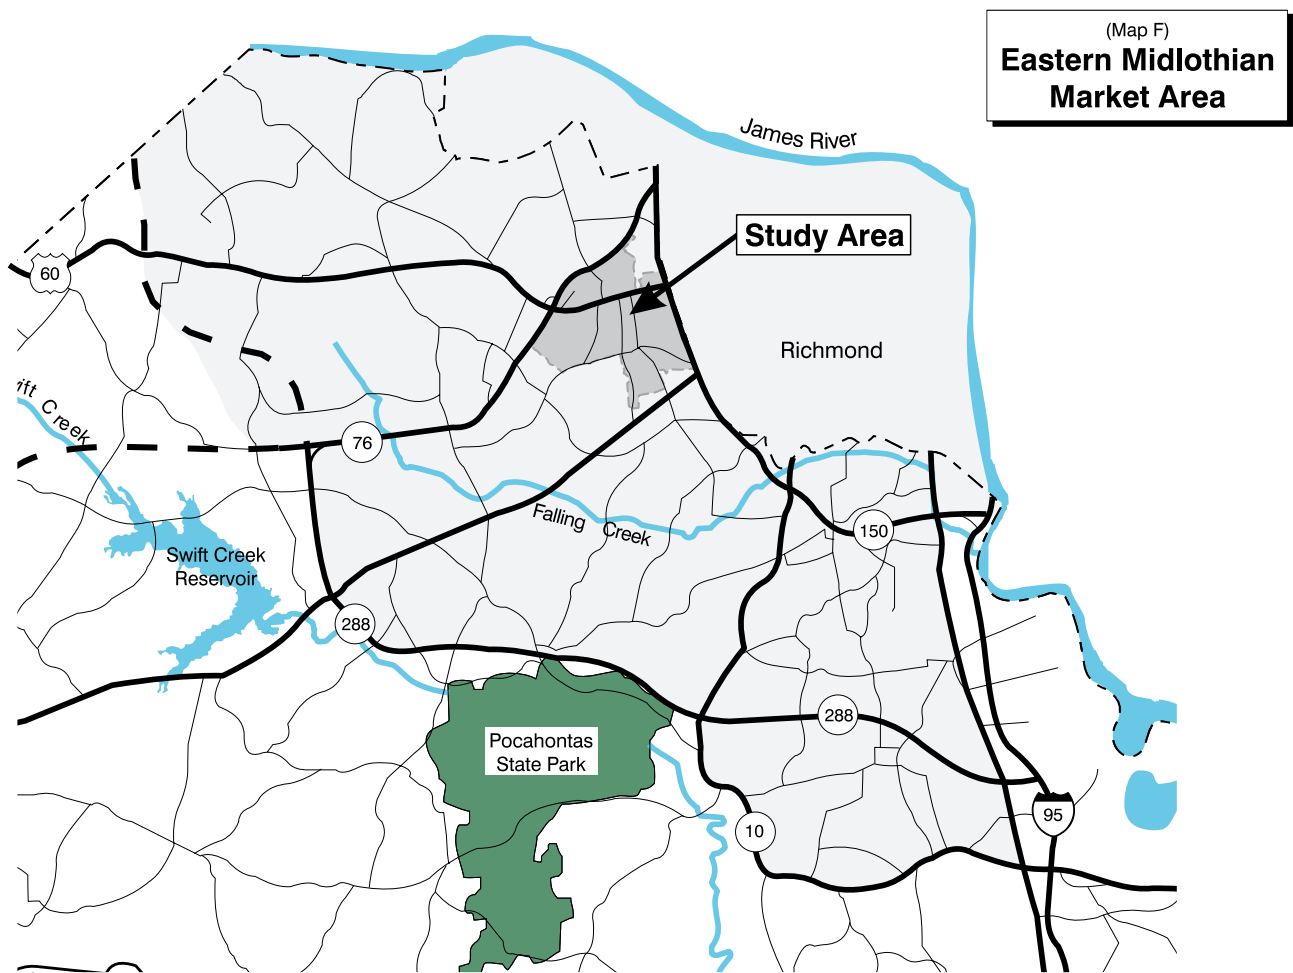 (Map F)
Eastern Midlothian
Market Area
James River
Study Area
60
Richmond
Creek
76
Falling Creek
150
Swift Creek
Reservoir
288
288
Pocahontas
State Park
95
10